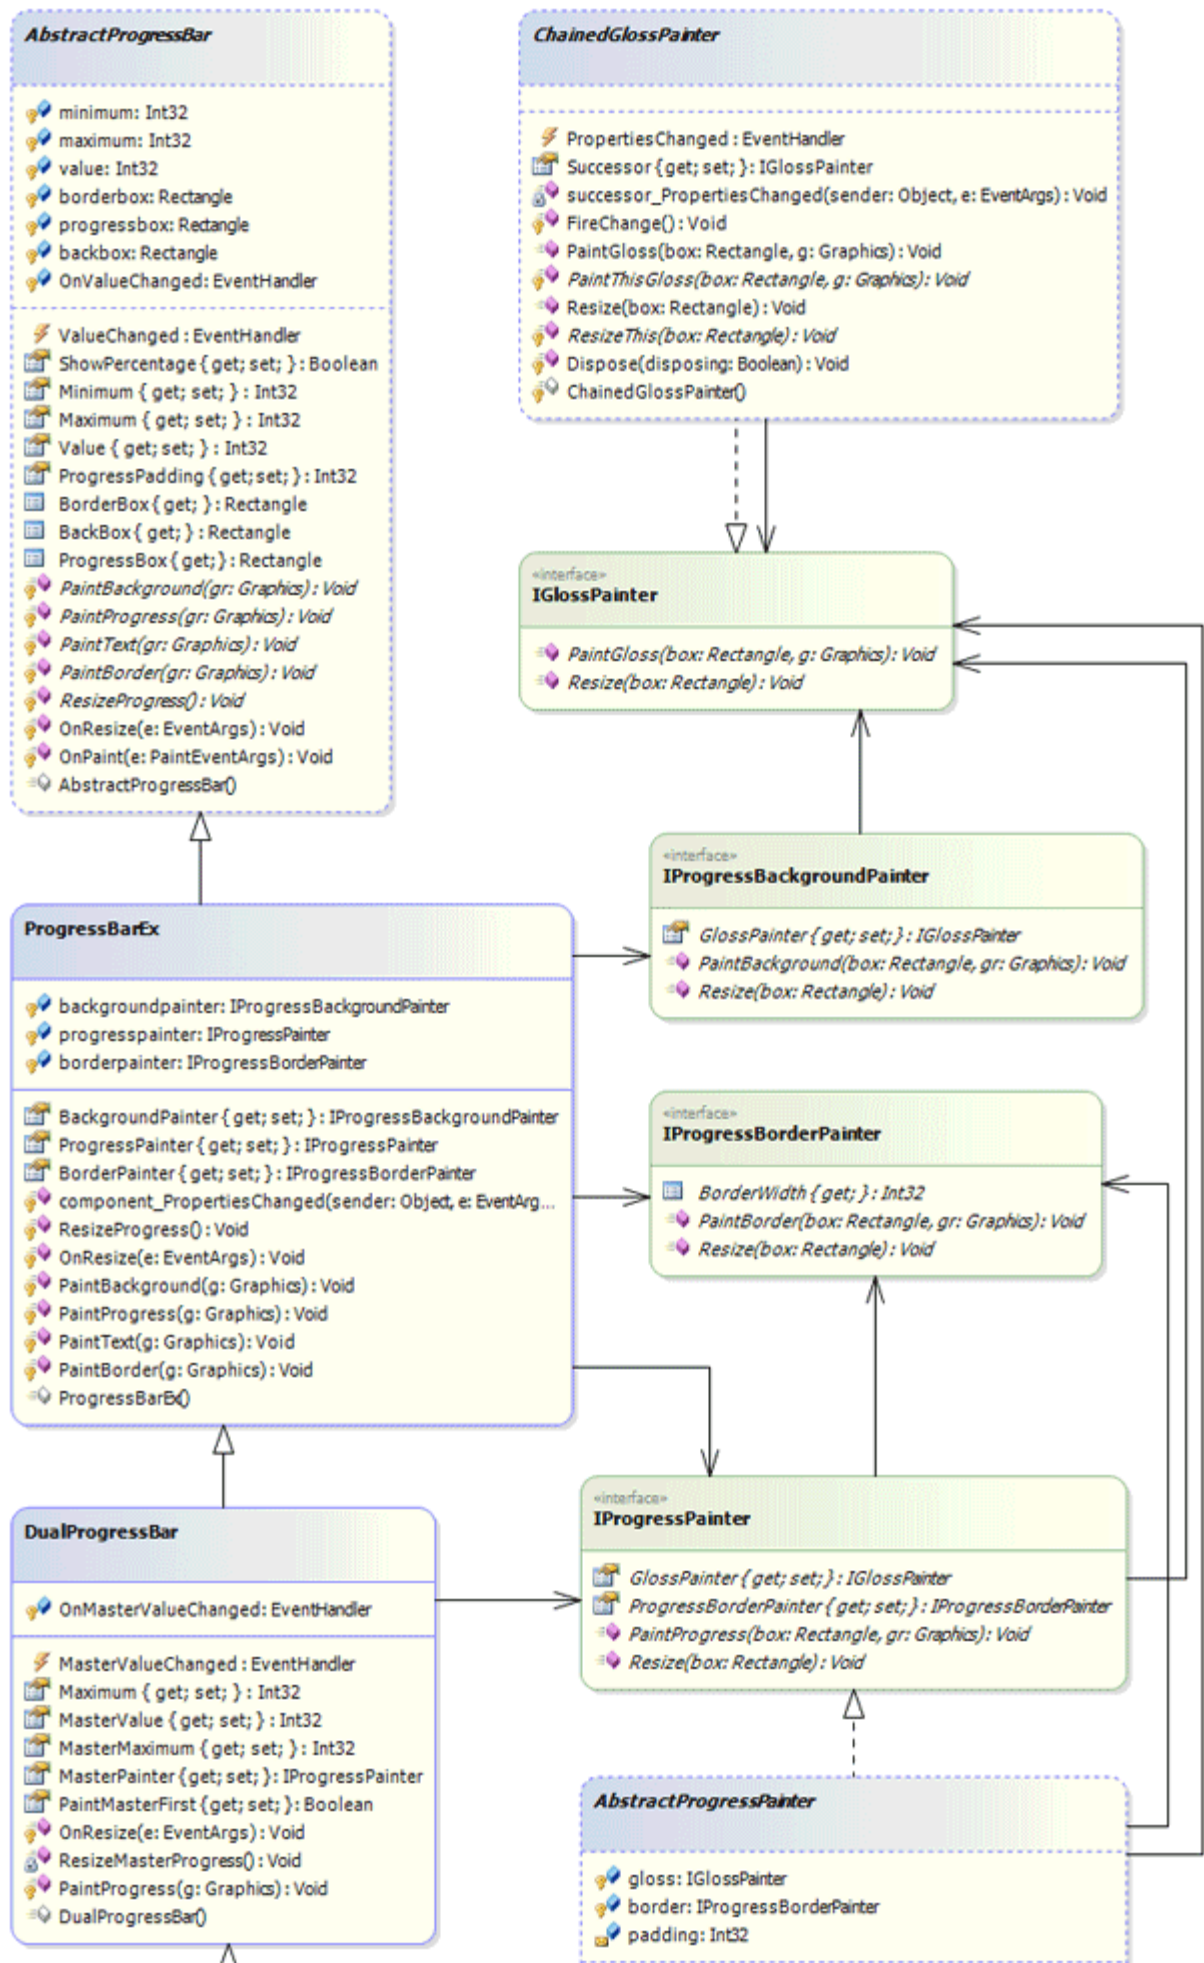 AbstractProgressBar
minimum: Int32
maximum: Int32
value: Int32
borderbox: Rectangle
progressbox: Rectangle
backbox: Rectangle
OnValueChanged: EventHandler
ValueChanged : EventHandler
ShowPercentage { get; set; } : Boolean
Minimum { get; set; } : Int32
Maximum { get; set; } : Int32
Value { get; set; } : Int32
ProgressPadding { get; set; } : Int32
BorderBox { get; } : Rectangle
BackBox { get; } : Rectangle
ProgressBox { get; } : Rectangle
PaintBackground(gr: Graphics) : Void
PaintProgress(gr: Graphics) : Void
PaintText(gr: Graphics) : Void
PaintBorder(gr: Graphics) : Void
ResizeProgress() : Void
OnResize(e: EventArgs) : Void
OnPaint(e: PaintEventArgs) : Void
AbstractProgressBar()
ChainedGlossPainter
PropertiesChanged : EventHandler
Successor { get; set; } : IGlossPainter
successor_PropertiesChanged(sender: Object, e: EventArgs) : Void
FireChange() : Void
PaintGloss(box: Rectangle, g: Graphics) : Void
PaintThisGloss(box: Rectangle, g: Graphics) : Void
Resize(box: Rectangle) : Void
ResizeThis(box: Rectangle) : Void
Dispose(disposing: Boolean) : Void
ChainedGlossPainter()
«interface»
IGlossPainter
PaintGloss(box: Rectangle, g: Graphics) : Void
Resize(box: Rectangle) : Void
«interface»
IProgressBackgroundPainter
GlossPainter { get; set; } : IGlossPainter
PaintBackground(box: Rectangle, gr: Graphics) : Void
Resize(box: Rectangle) : Void
ProgressBarEx
backgroundpainter: IProgressBackgroundPainter
progresspainter: IProgressPainter
borderpainter: IProgressBorderPainter
BackgroundPainter { get; set; } : IProgressBackgroundPainter
ProgressPainter { get; set; } : IProgressPainter
BorderPainter { get; set; } : IProgressBorderPainter
component_PropertiesChanged(sender: Object, e: EventArg...
ResizeProgress() : Void
OnResize(e: EventArgs) : Void
PaintBackground(g: Graphics) : Void
PaintProgress(g: Graphics) : Void
PaintText(g: Graphics) : Void
PaintBorder(g: Graphics) : Void
ProgressBarEx()
«interface»
IProgressBorderPainter
BorderWidth { get; } : Int32
PaintBorder(box: Rectangle, gr: Graphics) : Void
Resize(box: Rectangle) : Void
«interface»
IProgressPainter
GlossPainter { get; set; } : IGlossPainter
ProgressBorderPainter { get; set; } : IProgressBorderPainter
PaintProgress(box: Rectangle, gr: Graphics) : Void
Resize(box: Rectangle) : Void
DualProgressBar
OnMasterValueChanged: EventHandler
MasterValueChanged : EventHandler
Maximum { get; set; } : Int32
MasterValue { get; set; } : Int32
MasterMaximum { get; set; } : Int32
MasterPainter { get; set; } : IProgressPainter
PaintMasterFirst { get; set; } : Boolean
OnResize(e: EventArgs) : Void
ResizeMasterProgress() : Void
PaintProgress(g: Graphics) : Void
DualProgressBar()
AbstractProgressPainter
gloss: IGlossPainter
border: IProgressBorderPainter
padding: Int32